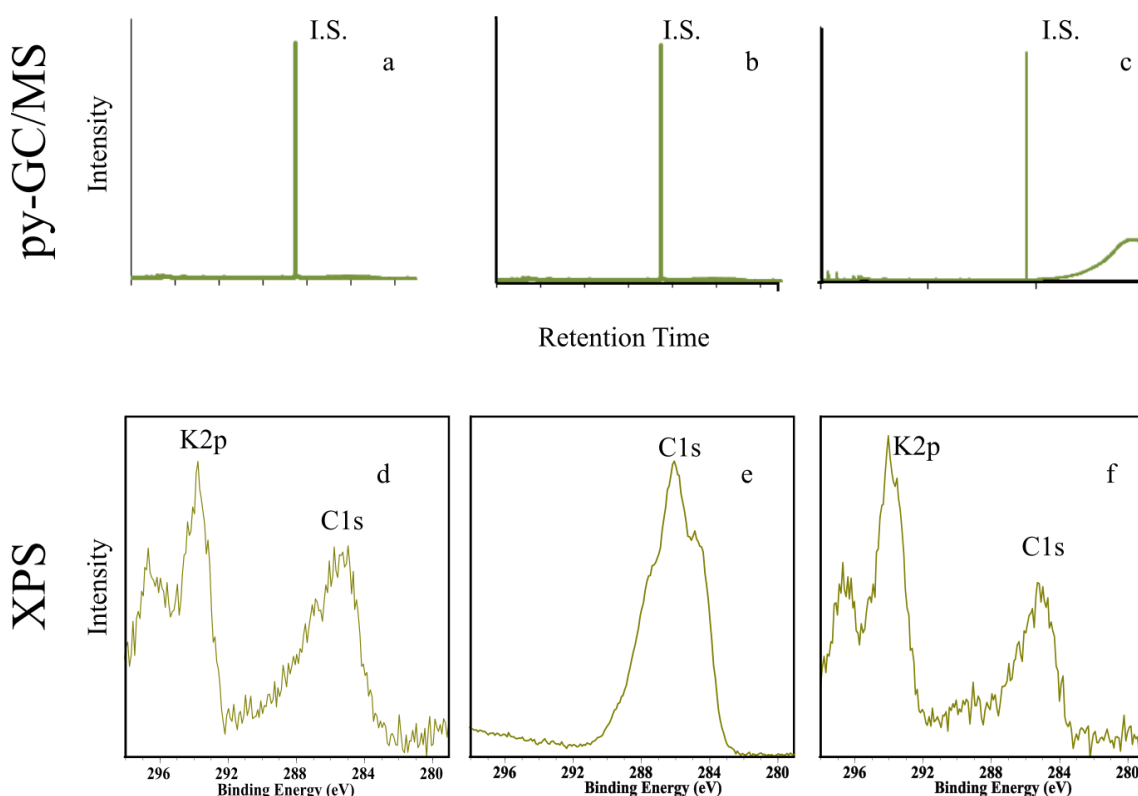 py-GC/MS
Intensity
I.S.
a
I.S.
b
I.S.
c
Retention Time
XPS
Intensity
K2p
C1s
d
296 292 288 284 280
Binding Energy (eV)
C1s
e
296 292 288 284 280
Binding Energy (eV)
K2p
C1s
f
296 292 288 284 280
Binding Energy (eV)